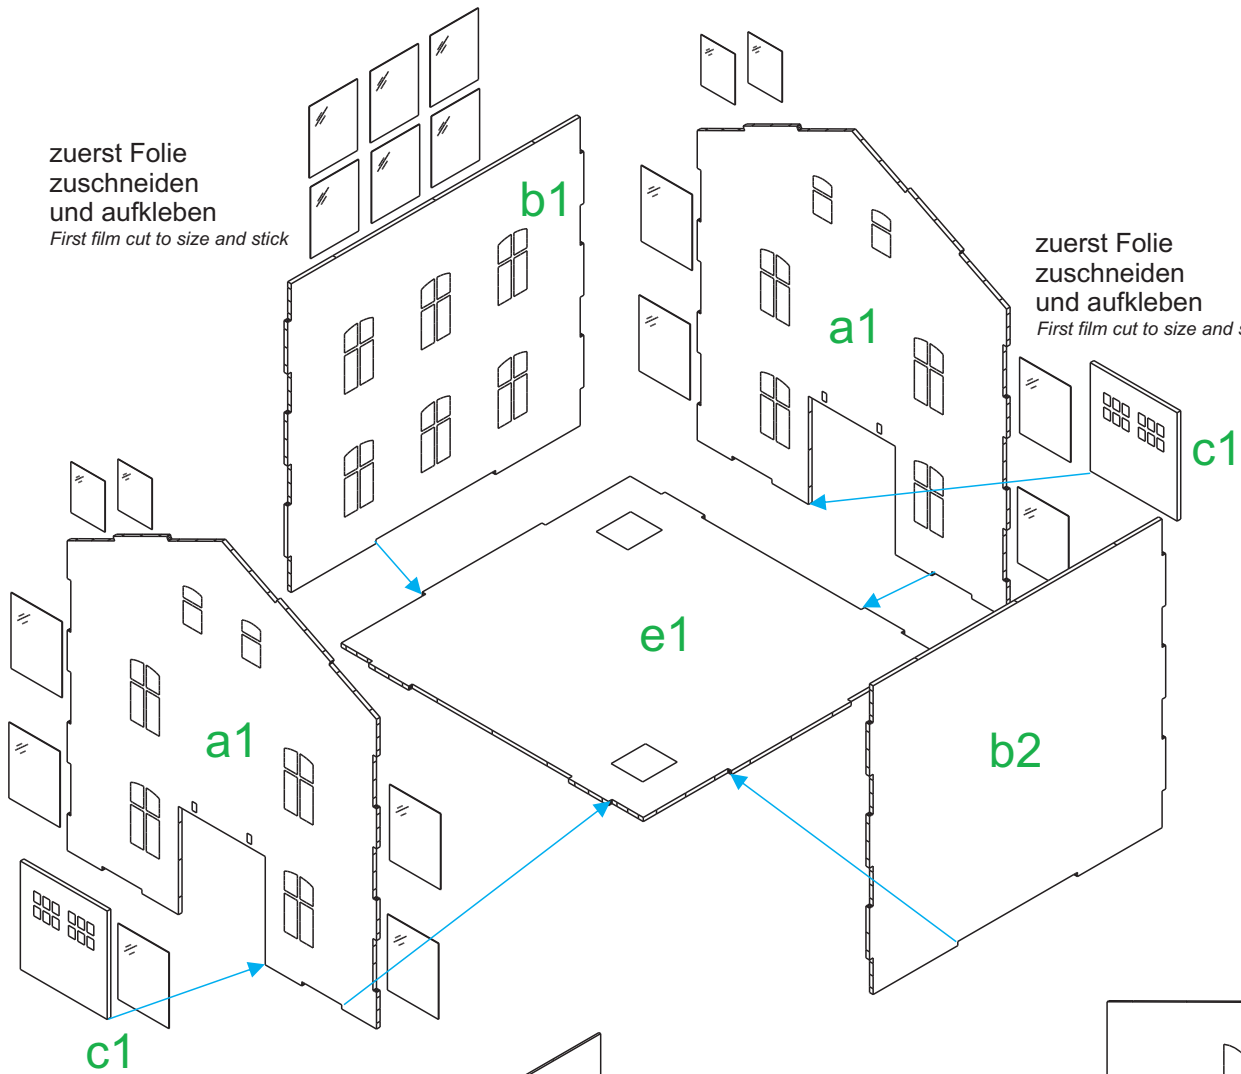 zuerst Folie
zuschneiden
und aufkleben
First film cut to size and stick
b1
a1
zuerst Folie
zuschneiden
und aufkleben
First film cut to size and
c1
e1
a1
b2
c1